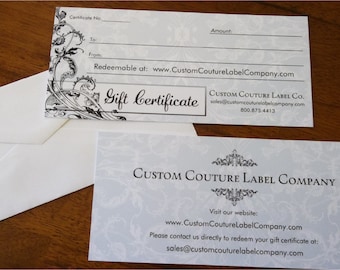 Certificate No.
Amount:
To:
From:
Redeemable at: www.CustomCoutureLabelCompany.com
Gift Certificate
CUSTOM COUTURE LABEL CO.
sales@customcouturelabelcompany.com
800.875.4413
CUSTOM COUTURE LABEL COMPANY
Visit our website:
www.CustomCoutureLabelCompany.com
Please contact us directly to redeem your gift certificate at:
sales@customcouturelabelcompany.com